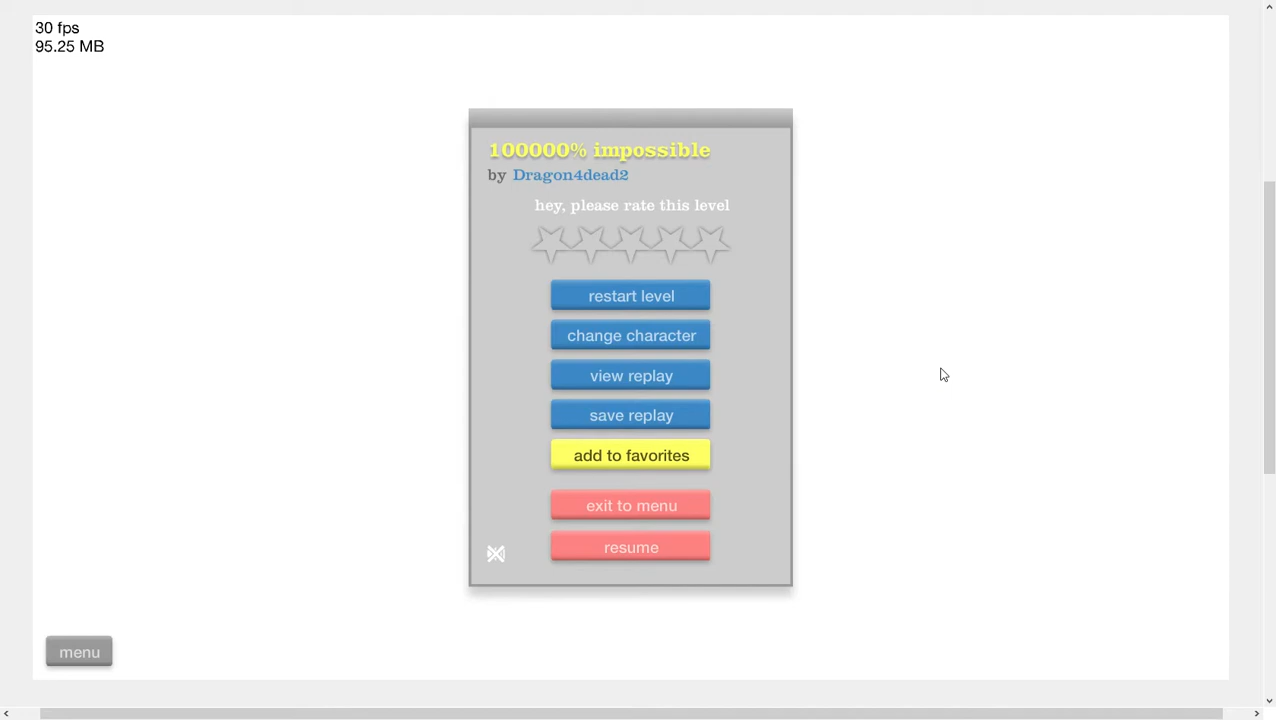 30 fps
95.25 MB
100000% impossible
by Dragon4dead2
hey, please rate this level
restart level
change character
view replay
save replay
add to favorites
exit to menu
resume
menu